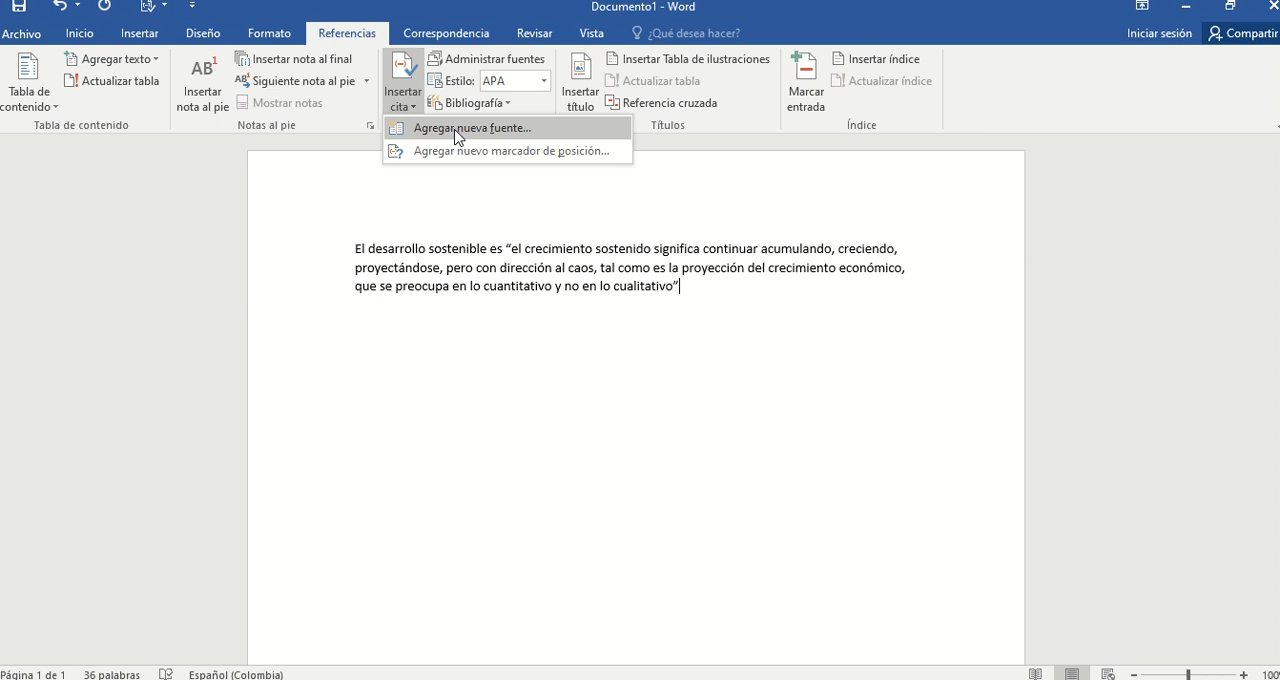 Documento1 - Word
Archivo Inicio Insertar Diseño Formato Referencias Correspondencia Revisar Vista ¿Qué desea hacer? Iniciar sesión Compartir
Tabla de contenido
Agregar texto
Actualizar tabla
Tabla de contenido
AB1
Insertar nota al pie
Insertar nota al final
AB Siguiente nota al pie
Mostrar notas
Notas al pie
Insertar cita
Administrar fuentes
Estilo: APA
Bibliografía
Agregar nueva fuente...
Agregar nuevo marcador de posición...
Insertar título
Insertar Tabla de ilustraciones
Actualizar tabla
Referencia cruzada
Títulos
Marcar entrada
Insertar índice
Actualizar índice
Índice
El desarrollo sostenible es “el crecimiento sostenido significa continuar acumulando, creciendo,
proyectándose, pero con dirección al caos, tal como es la proyección del crecimiento económico,
que se preocupa en lo cuantitativo y no en lo cualitativo”
Página 1 de 1 36 palabras Español (Colombia) 100